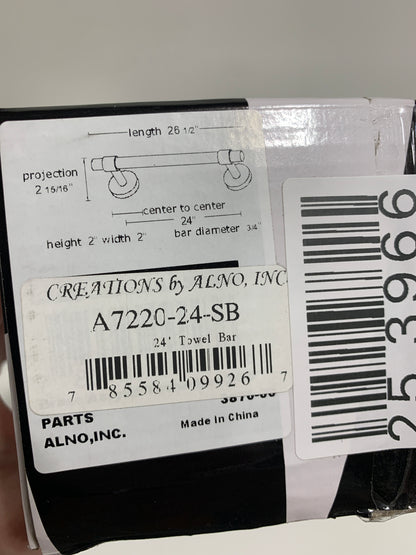 length 26 1/2"
projection
2 15/16"
center to center
24"
height 2" width 2"
bar diameter 3/4"
CREATIONS by ALNO, INC
A7220-24-SB
24' Towel Bar
7 85584 09926 7
PARTS
ALNO,INC.
Made in China
25.3966